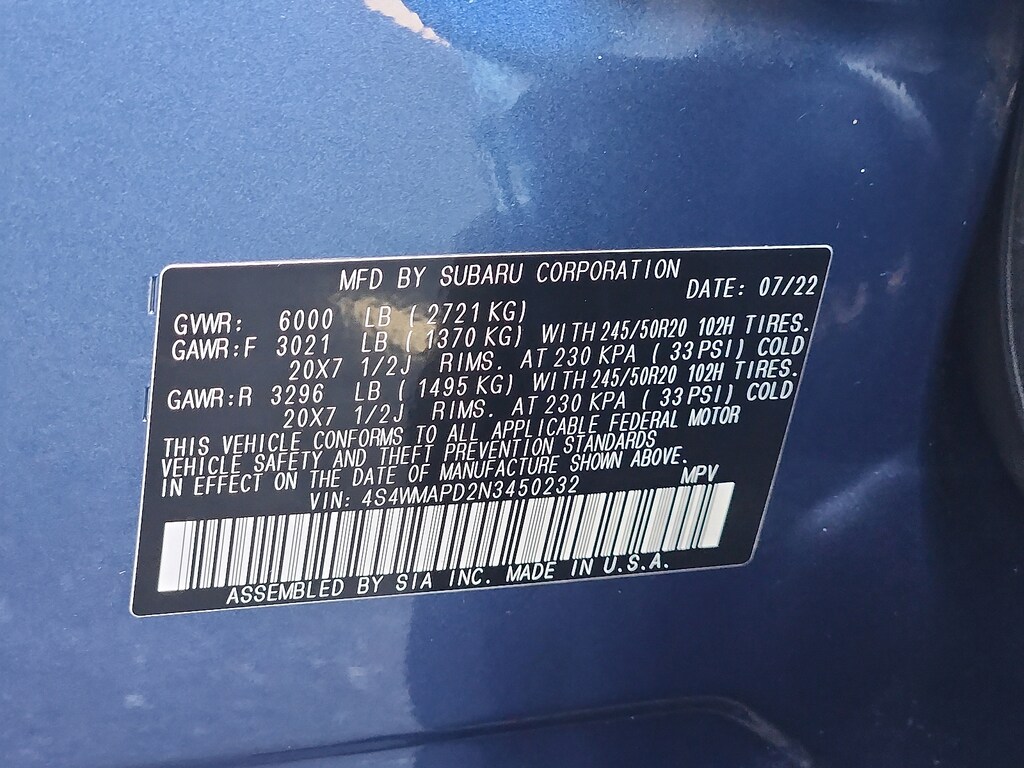 MFD BY SUBARU CORPORATION
DATE: 07/22
GVWR: 6000 LB ( 2721 KG)
GAWR:F 3021 LB ( 1370 KG) WITH 245/50R20 102H TIRES.
20X7 1/2J RIMS. AT 230 KPA ( 33 PSI) COLD
GAWR:R 3296 LB ( 1495 KG) WITH 245/50R20 102H TIRES.
20X7 1/2J RIMS. AT 230 KPA ( 33 PSI) COLD
THIS VEHICLE CONFORMS TO ALL APPLICABLE FEDERAL MOTOR
VEHICLE SAFETY AND THEFT PREVENTION STANDARDS
IN EFFECT ON THE DATE OF MANUFACTURE SHOWN ABOVE.
VIN: 4S4WMAPD2N3450232 MPV
ASSEMBLED BY SIA INC. MADE IN U.S.A.